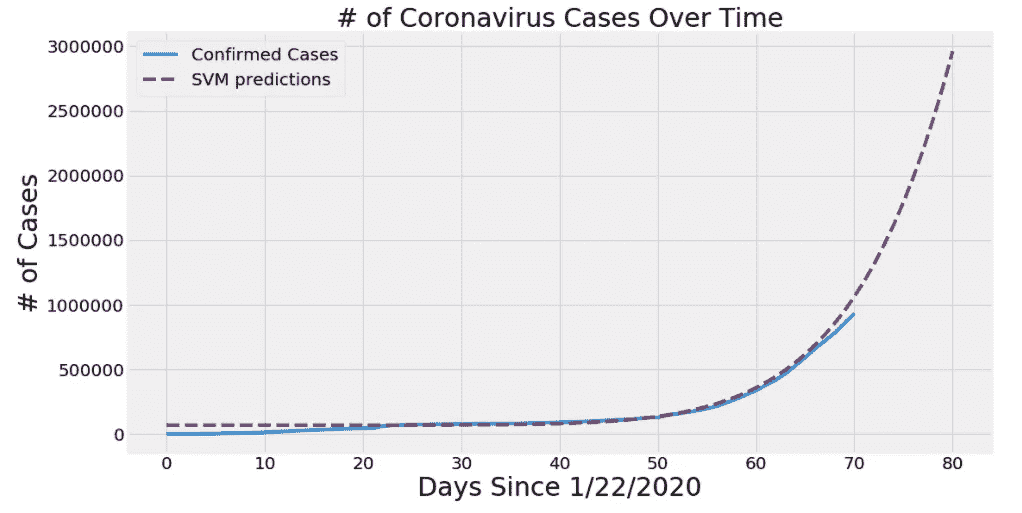 # of Coronavirus Cases Over Time
3000000
Confirmed Cases
SVM predictions
2500000
2000000
1500000
1000000
500000
0
# of Cases
0 10 20 30 40 50 60 70 80
Days Since 1/22/2020